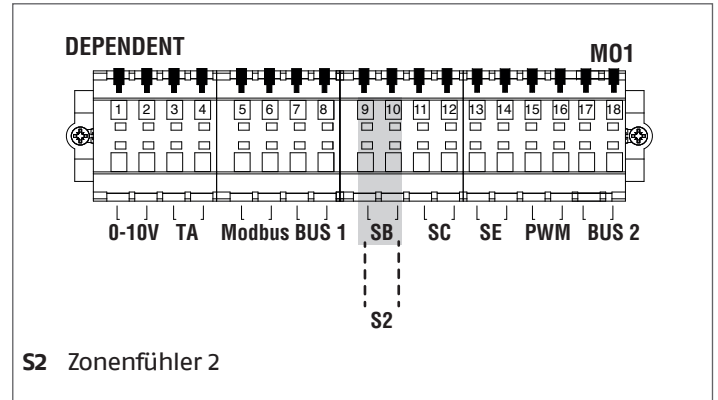 DEPENDENT
M01
1 2 3 4 5 6 7 8 9 10 11 12 13 14 15 16 17 18
0-10V TA Modbus BUS 1 SB SC SE PWM BUS 2
S2
S2 Zonenfühler 2